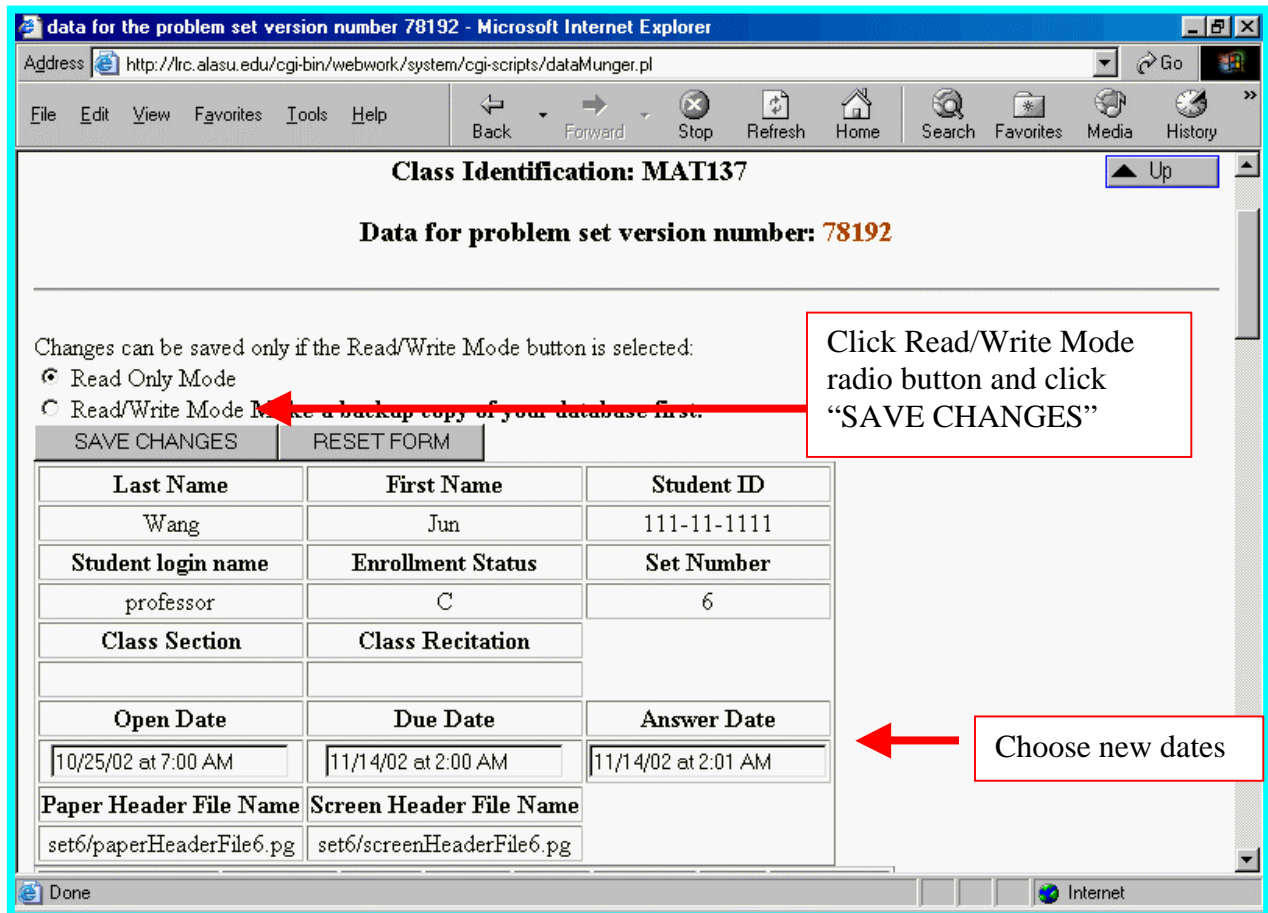 data for the problem set version number 78192 - Microsoft Internet Explorer
Address http://lrc.alasu.edu/cgi-bin/webwork/system/cgi-scripts/dataMunger.pl Go
File Edit View Favorites Tools Help Back Forward Stop Refresh Home Search Favorites Media History »
Class Identification: MAT137 Up
Data for problem set version number: 78192
Changes can be saved only if the Read/Write Mode button is selected:
Read Only Mode
Read/Write Mode Make a backup copy of your database first.
Click Read/Write Mode
radio button and click
“SAVE CHANGES”
SAVE CHANGES RESET FORM
Last Name First Name Student ID
Wang Jun 111-11-1111
Student login name Enrollment Status Set Number
professor C 6
Class Section Class Recitation
Open Date Due Date Answer Date
10/25/02 at 7:00 AM 11/14/02 at 2:00 AM 11/14/02 at 2:01 AM
Choose new dates
Paper Header File Name Screen Header File Name
set6/paperHeaderFile6.pg set6/screenHeaderFile6.pg
Done Internet